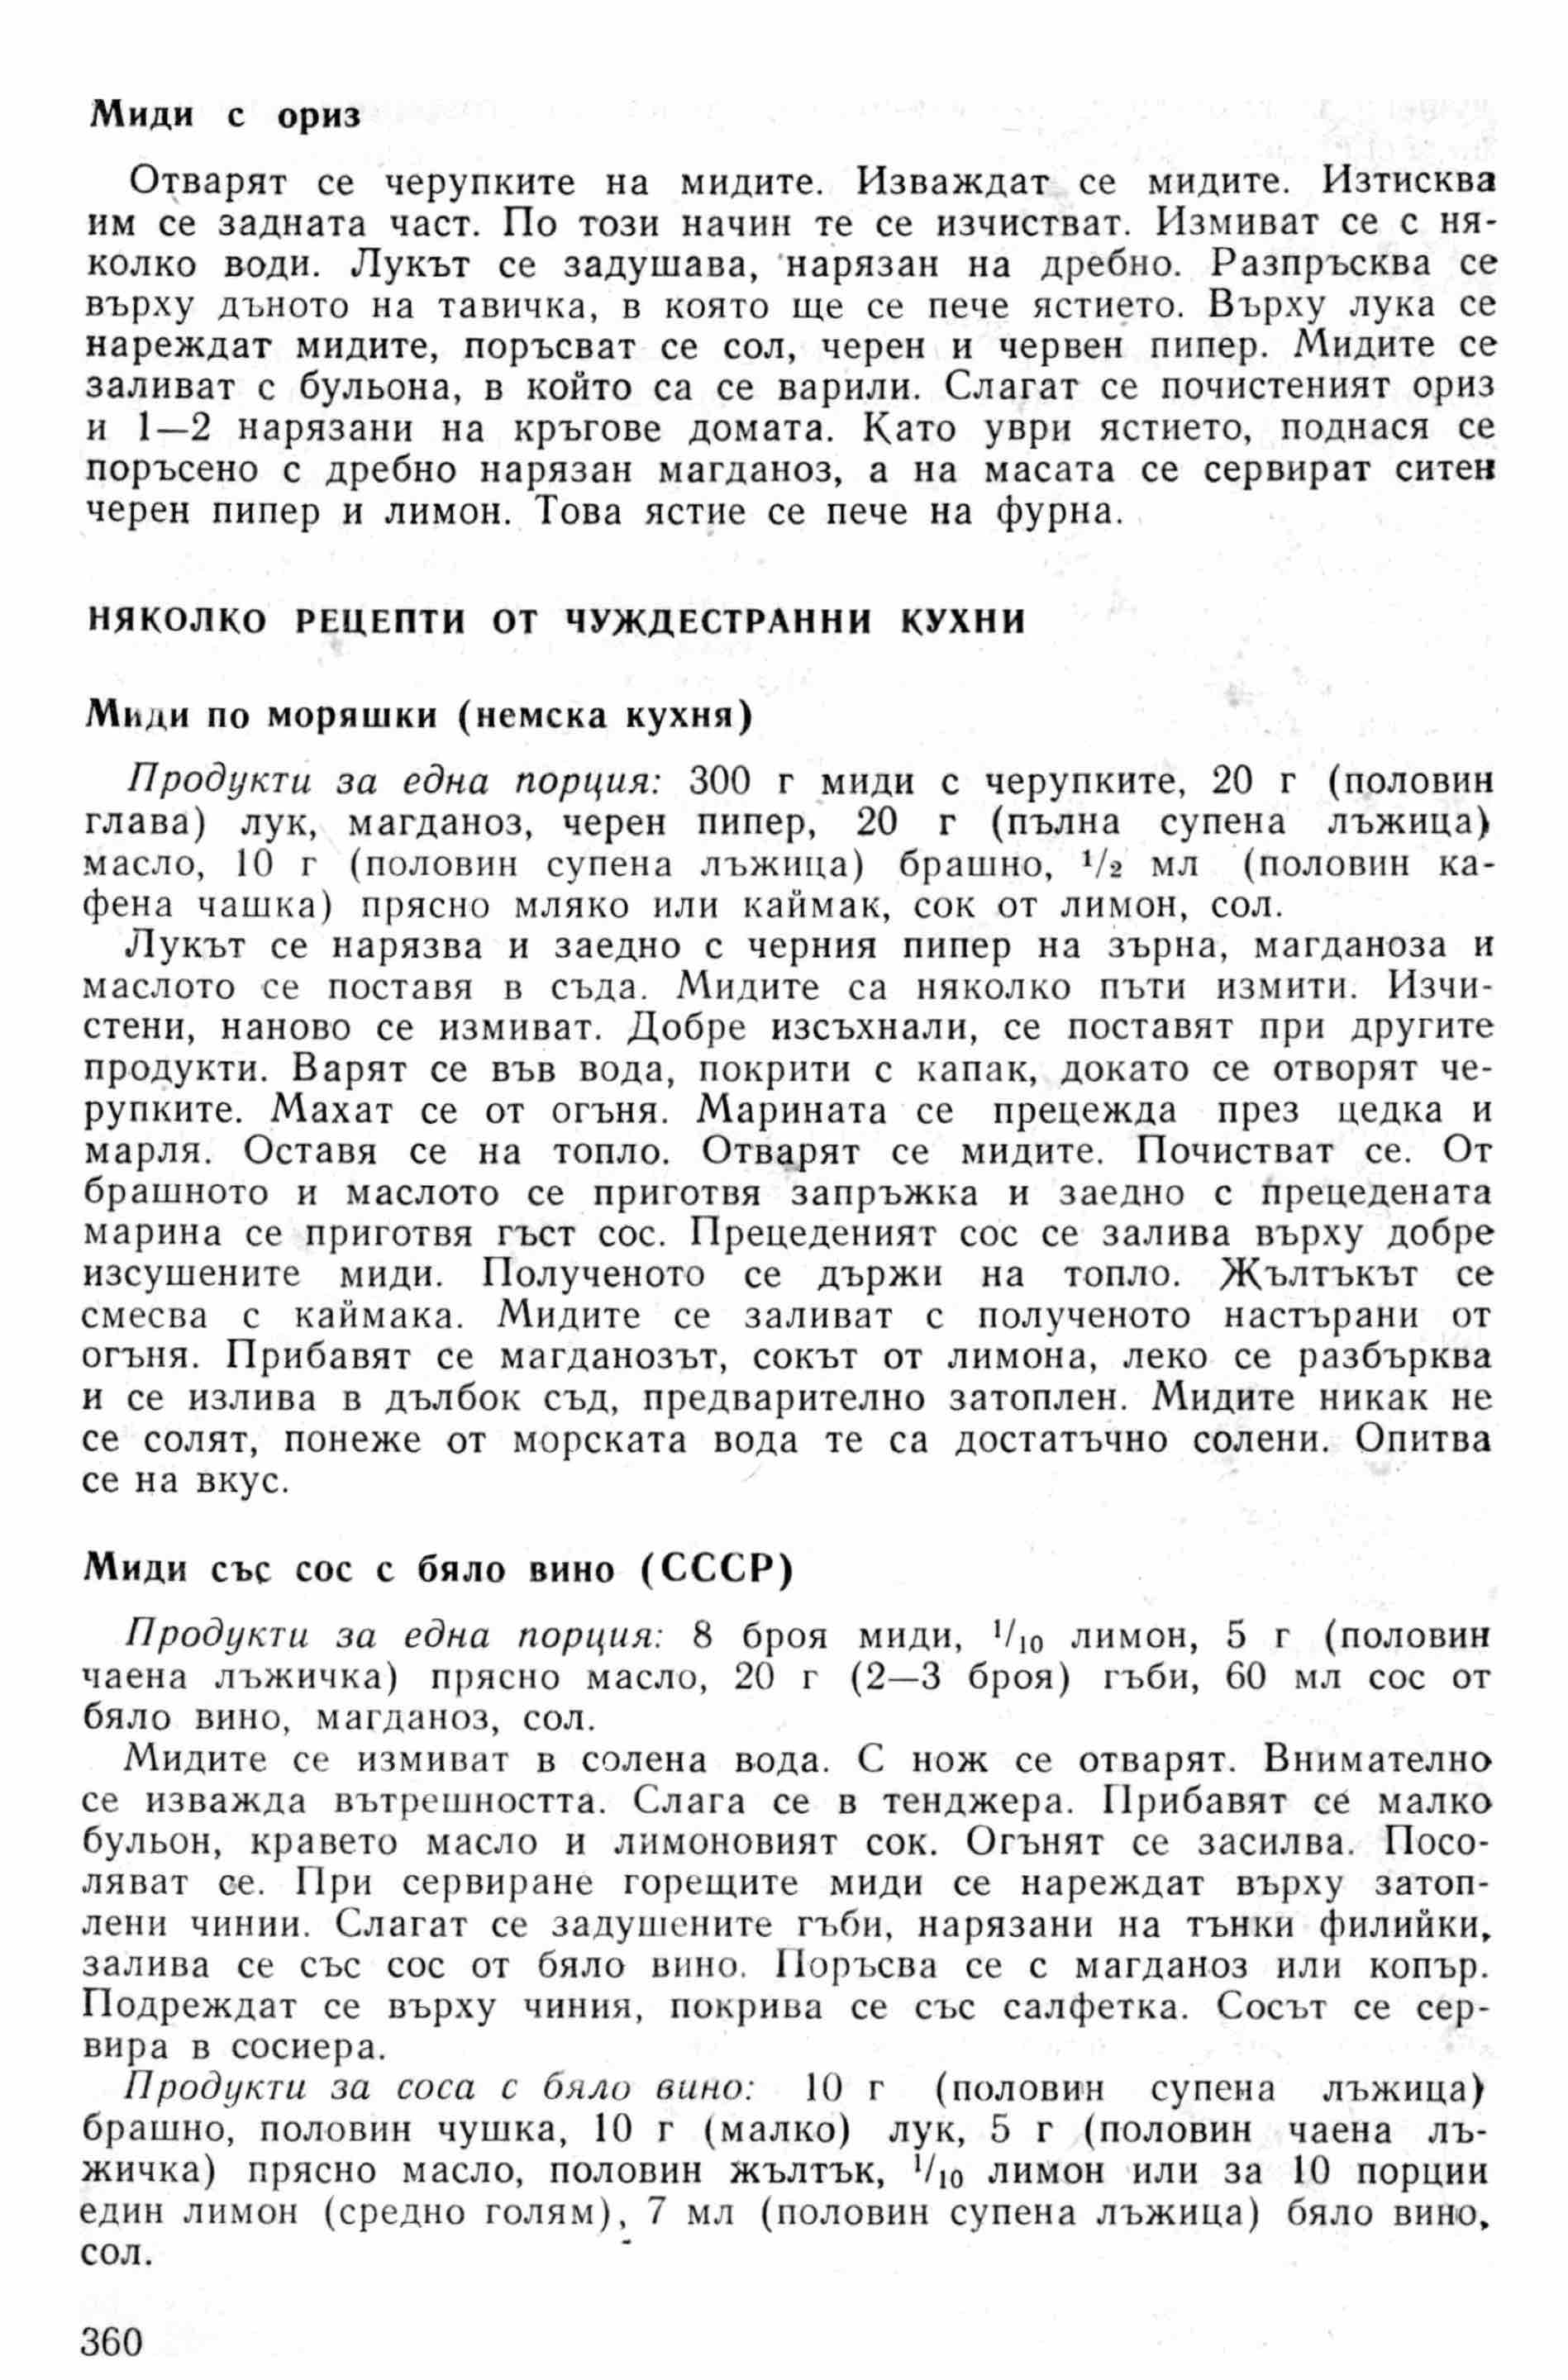 Миди с ориз
Отварят се черупките на мидите. Изваждат се мидите. Изтисква
им се задната част. По този начин те се изчистват. Измиват се с ня-
колко води. Лукът се задушава, нарязан на дребно. Разпръсква се
върху дъното на тавичка, в която ще се пече ястието. Върху лука се
нареждат мидите, поръсват се сол, черен и червен пипер. Мидите се
заливат с бульона, в който са се варили. Слагат се почистеният ориз
и 1—2 нарязани на кръгове домата. Като уври ястието, поднася се
поръсено с дребно нарязан магданоз, а на масата се сервират ситен
черен пипер и лимон. Това ястие се пече на фурна.
НЯКОЛКО РЕЦЕПТИ ОТ ЧУЖДЕСТРАННИ КУХНИ
Миди по моряшки (немска кухня)
Продукти за една порция: 300 г миди с черупките, 20 г (половин
глава) лук, магданоз, черен пипер, 20 г (пълна супена лъжица)
масло, 10 г (половин супена лъжица) брашно, 1/2 мл (половин ка-
фена чашка) прясно мляко или каймак, сок от лимон, сол.
Лукът се нарязва и заедно с черния пипер на зърна, магданоза и
маслото се поставя в съда. Мидите са няколко пъти измити. Изчи-
стени, наново се измиват. Добре изсъхнали, се поставят при другите
продукти. Варят се във вода, покрити с капак, докато се отворят че-
рупките. Махат се от огъня. Марината се прецежда през цедка и
марля. Оставя се на топло. Отварят се мидите. Почистват се. От
брашното и маслото се приготвя запръжка и заедно с прецедената
марина се приготвя гъст сос. Прецеденият сос се залива върху добре
изсушените миди. Полученото се държи на топло. Жълтъкът се
смесва с каймака. Мидите се заливат с полученото настърани от
огъня. Прибавят се магданозът, сокът от лимона, леко се разбърква
и се излива в дълбок съд, предварително затоплен. Мидите никак не
се солят, понеже от морската вода те са достатъчно солени. Опитва
се на вкус.
Миди със сос с бяло вино (СССР)
Продукти за една порция: 8 броя миди, 1/10 лимон, 5 г (половин
чаена лъжичка) прясно масло, 20 г (2—3 броя) гъби, 60 мл сос от
бяло вино, магданоз, сол.
Мидите се измиват в солена вода. С нож се отварят. Внимателно
се изважда вътрешността. Слага се в тенджера. Прибавят се малко
бульон, кравето масло и лимоновият сок. Огънят се засилва. Посо-
ляват се. При сервиране горещите миди се нареждат върху затоп-
лени чинии. Слагат се задушените гъби, нарязани на тънки филийки,
залива се със сос от бяло вино. Поръсва се с магданоз или копър.
Подреждат се върху чиния, покрива се със салфетка. Сосът се сер-
вира в сосиера.
Продукти за соса с бяло вино: 10 г (половин супена лъжица)
брашно, половин чушка, 10 г (малко) лук, 5 г (половин чаена лъ-
жичка) прясно масло, половин жълтък, 1/10 лимон или за 10 порции
един лимон (средно голям), 7 мл (половин супена лъжица) бяло вино,
сол.
360